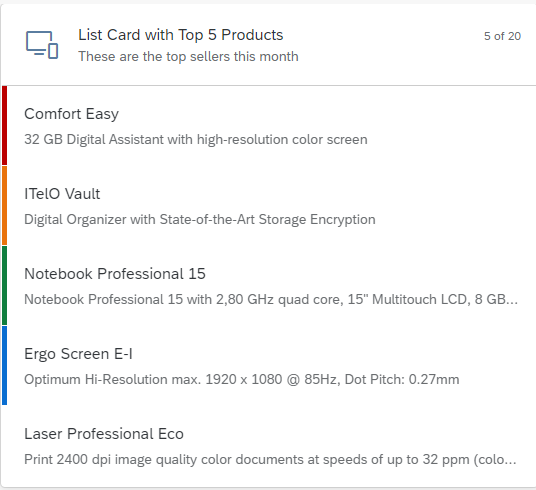 List Card with Top 5 Products
5 of 20
These are the top sellers this month
Comfort Easy
32 GB Digital Assistant with high-resolution color screen
ITelO Vault
Digital Organizer with State-of-the-Art Storage Encryption
Notebook Professional 15
Notebook Professional 15 with 2,80 GHz quad core, 15" Multitouch LCD, 8 GB...
Ergo Screen E-I
Optimum Hi-Resolution max. 1920 x 1080 @ 85Hz, Dot Pitch: 0.27mm
Laser Professional Eco
Print 2400 dpi image quality color documents at speeds of up to 32 ppm (colo...